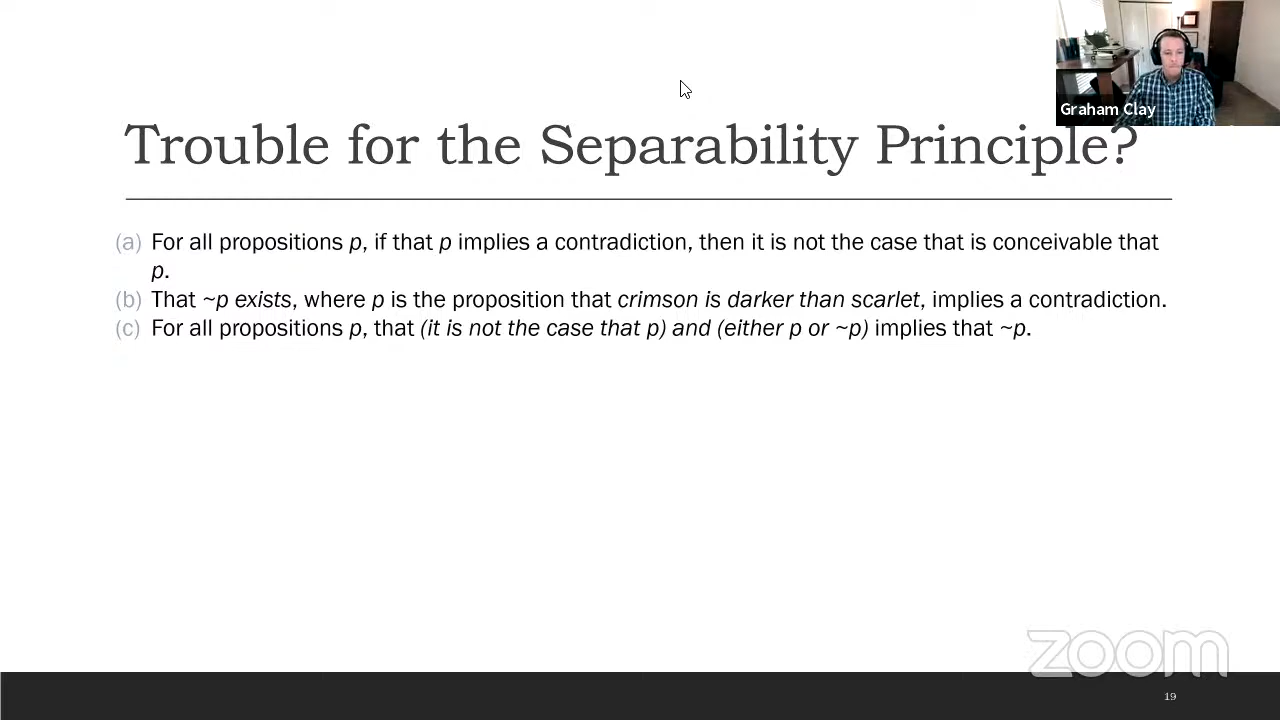 Graham Clay
Trouble for the Separability Principle?
(a) For all propositions p, if that p implies a contradiction, then it is not the case that is conceivable that
p.
(b) That ~p exists, where p is the proposition that crimson is darker than scarlet, implies a contradiction.
(c) For all propositions p, that (it is not the case that p) and (either p or ~p) implies that ~p.
zoom
19